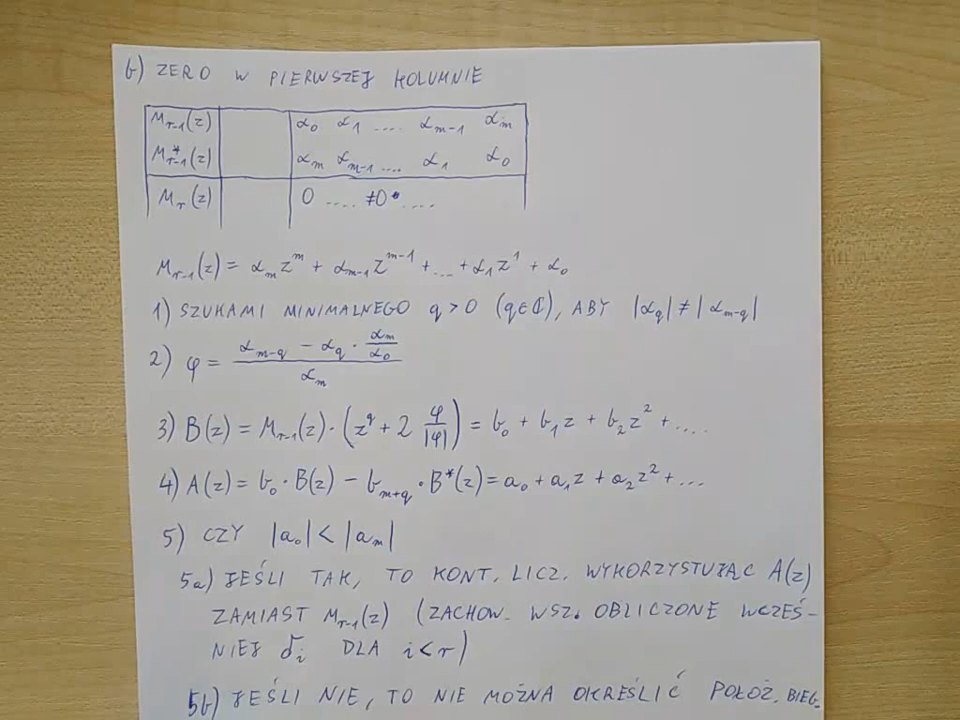 b) ZERO W PIERWSZEJ KOLUMNIE
M_{r-1}(z) α_0 α_1 .... α_{m-1} α_m
M*_{r-1}(z) α_m α_{m-1} .... α_1 α_0
M_r(z) 0 .... ≠0 ....
M_{r-1}(z) = α_m z^m + α_{m-1} z^{m-1} + ... + α_1 z^1 + α_0
1) SZUKAMI MINIMALNEGO q > 0 (q∈ℂ), ABY |α_q| ≠ |α_{m-q}|
2) φ = (α_{m-q} - α_q · α_m/α_0) / α_m
3) B(z) = M_{r-1}(z) · (z^q + 2 φ/|φ|) = b_0 + b_1 z + b_2 z^2 + ....
4) A(z) = b_0 · B(z) - b_{m+q} · B*(z) = a_0 + a_1 z + a_2 z^2 + ...
5) CZY |a_0| < |a_m|
5a) JEŚLI TAK, TO KONT. LICZ. WYKORZYSTUJĄC A(z)
ZAMIAST M_{r-1}(z) (ZACHOW. WSZ. OBLICZONE WCZEŚ-
NIEJ δ_i DLA i<r)
5b) JEŚLI NIE, TO NIE MOŻNA OKREŚLIĆ POŁOŻ. BIEG.